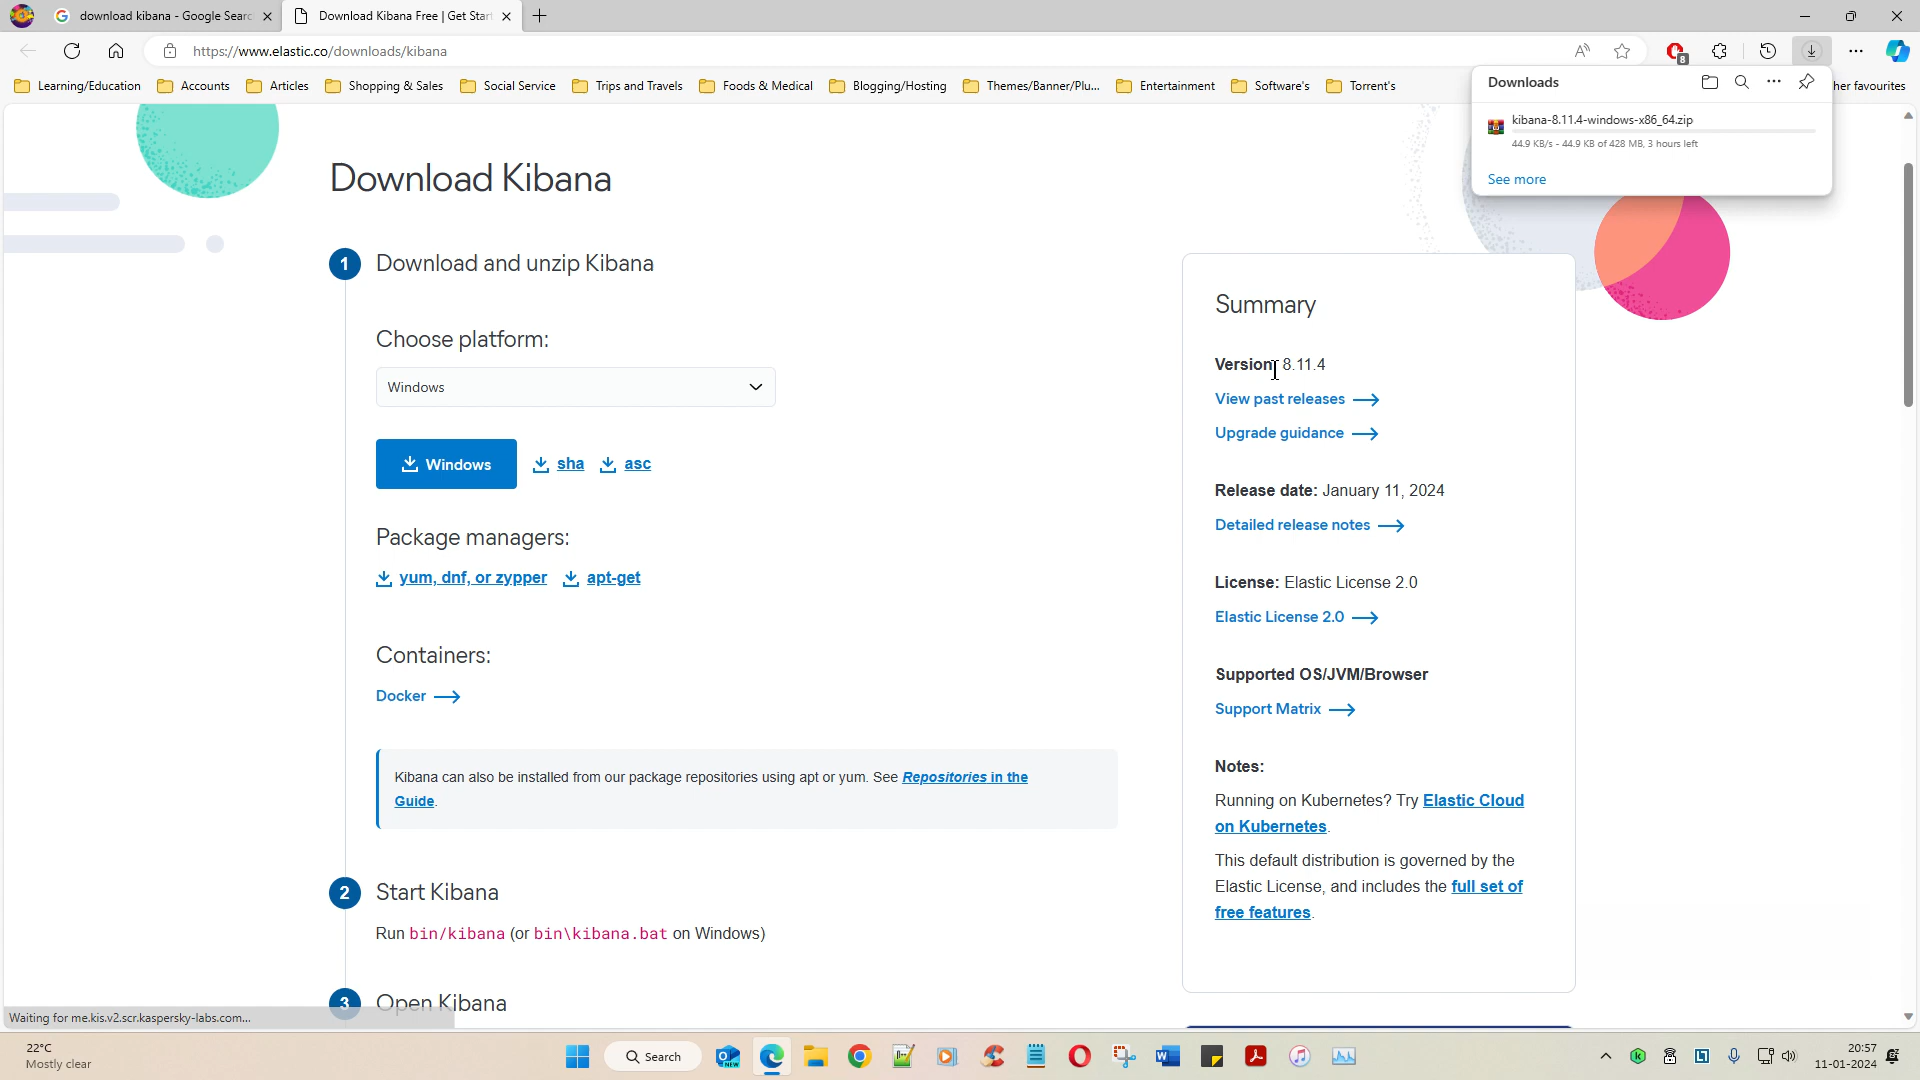 download kibana - Google Searc
Download Kibana Free | Get Star
https://www.elastic.co/downloads/kibana
8
Learning/Education
Accounts
Articles
Shopping & Sales
Social Service
Trips and Travels
Foods & Medical
Blogging/Hosting
Themes/Banner/Plu...
Entertainment
Software's
Torrent's
her favourites
Downloads
kibana-8.11.4-windows-x86_64.zip
44.9 KB/s - 44.9 KB of 428 MB, 3 hours left
See more
Download Kibana
1 Download and unzip Kibana
Choose platform:
Windows
Windows sha asc
Package managers:
yum, dnf, or zypper apt-get
Containers:
Docker
Kibana can also be installed from our package repositories using apt or yum. See Repositories in the
Guide.
2 Start Kibana
Run bin/kibana (or bin\kibana.bat on Windows)
3 Open Kibana
Summary
Version: 8.11.4
View past releases
Upgrade guidance
Release date: January 11, 2024
Detailed release notes
License: Elastic License 2.0
Elastic License 2.0
Supported OS/JVM/Browser
Support Matrix
Notes:
Running on Kubernetes? Try Elastic Cloud
on Kubernetes.
This default distribution is governed by the
Elastic License, and includes the full set of
free features.
Waiting for me.kis.v2.scr.kaspersky-labs.com...
22°C
Mostly clear
Search
NEW
20:57
11-01-2024